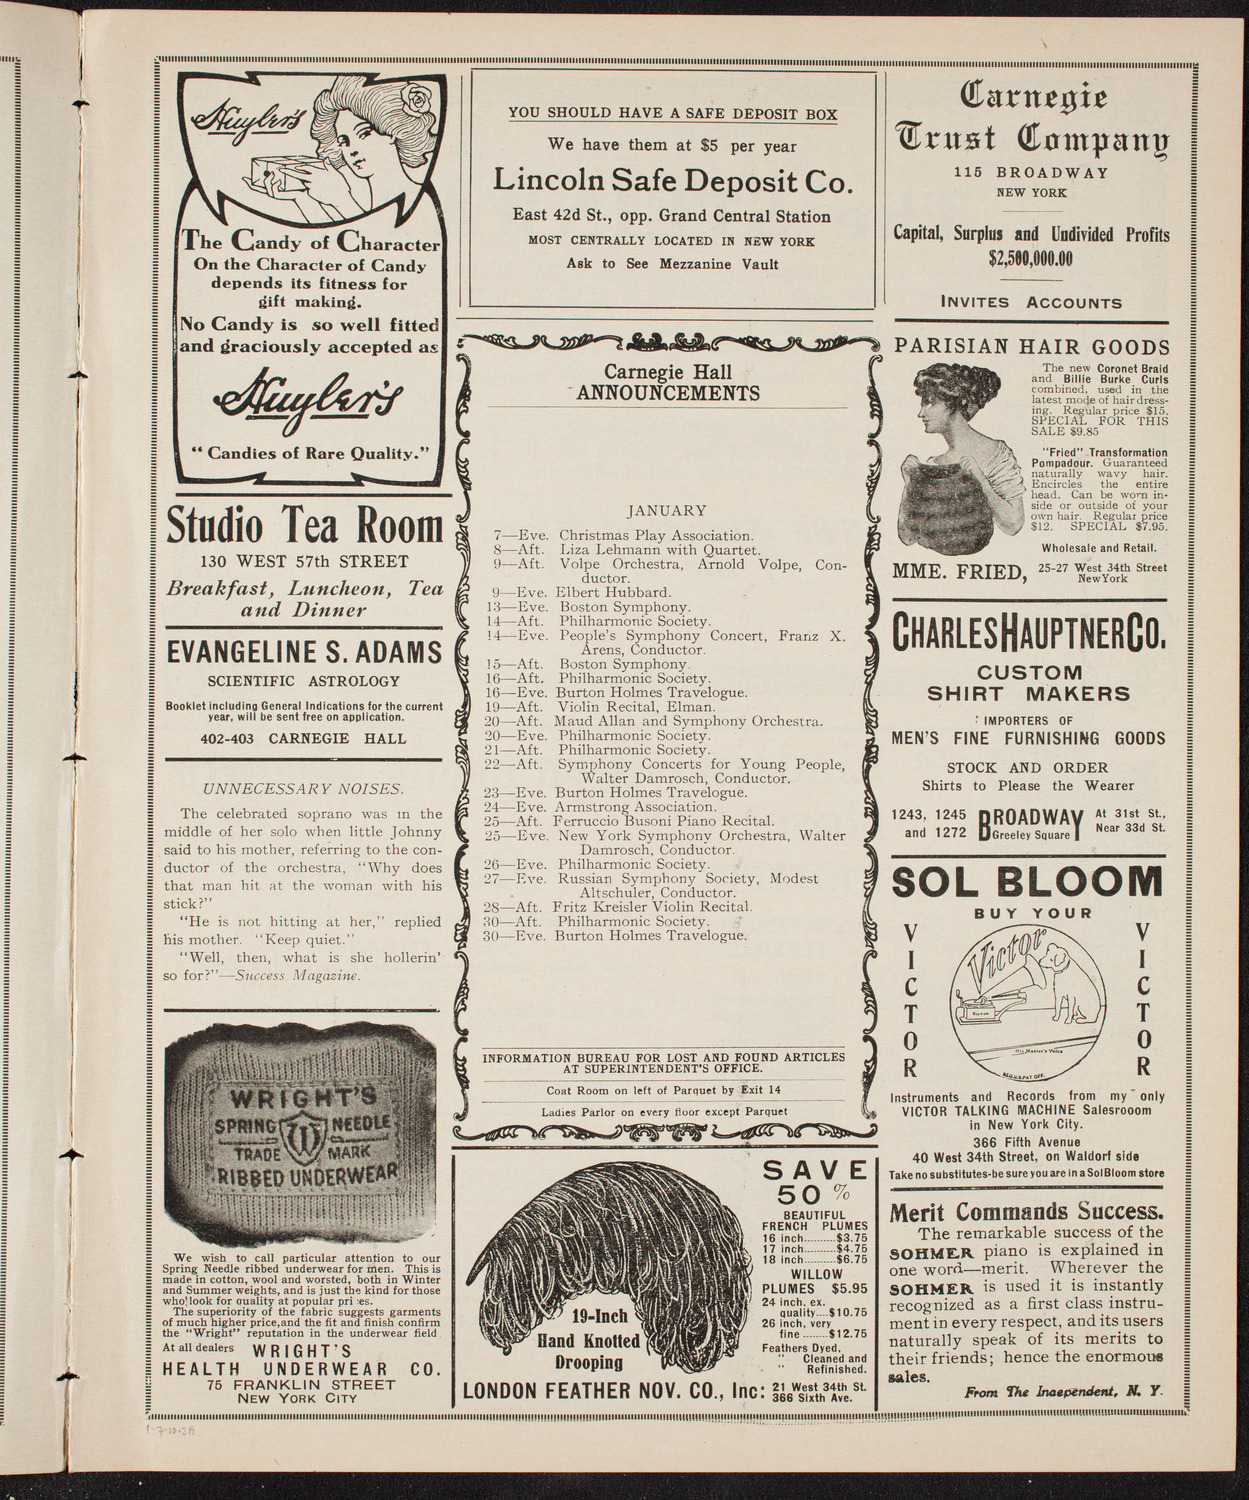 Huyler's
The Candy of Character
On the Character of Candy
depends its fitness for
gift making.
No Candy is so well fitted
and graciously accepted as
Huyler's
“Candies of Rare Quality.”
Studio Tea Room
130 WEST 57th STREET
Breakfast, Luncheon, Tea
and Dinner
EVANGELINE S. ADAMS
SCIENTIFIC ASTROLOGY
Booklet including General Indications for the current
year, will be sent free on application.
402-403 CARNEGIE HALL
UNNECESSARY NOISES.
The celebrated soprano was in the
middle of her solo when little Johnny
said to his mother, referring to the con-
ductor of the orchestra, “Why does
that man hit at the woman with his
stick?”
“He is not hitting at her,” replied
his mother. “Keep quiet.”
“Well, then, what is she hollerin'
so for?”—Success Magazine.
WRIGHT'S
SPRING NEEDLE
TRADE MARK
RIBBED UNDERWEAR
We wish to call particular attention to our
Spring Needle ribbed underwear for men. This is
made in cotton, wool and worsted, both in Winter
and Summer weights, and is just the kind for those
who look for quality at popular pri es.
The superiority of the fabric suggests garments
of much higher price, and the fit and finish confirm
the “Wright” reputation in the underwear field
At all dealers WRIGHT'S
HEALTH UNDERWEAR CO.
75 FRANKLIN STREET
NEW YORK CITY
YOU SHOULD HAVE A SAFE DEPOSIT BOX
We have them at $5 per year
Lincoln Safe Deposit Co.
East 42d St., opp. Grand Central Station
MOST CENTRALLY LOCATED IN NEW YORK
Ask to See Mezzanine Vault
Carnegie Hall
ANNOUNCEMENTS
JANUARY
7—Eve. Christmas Play Association.
8—Aft. Liza Lehmann with Quartet.
9—Aft. Volpe Orchestra, Arnold Volpe, Con-
ductor.
9—Eve. Elbert Hubbard.
13—Eve. Boston Symphony.
14—Aft. Philharmonic Society.
14—Eve. People's Symphony Concert, Franz X.
Arens, Conductor.
15—Aft. Boston Symphony.
16—Aft. Philharmonic Society.
16—Eve. Burton Holmes Travelogue.
19—Aft. Violin Recital, Elman.
20—Aft. Maud Allan and Symphony Orchestra.
20—Eve. Philharmonic Society.
21—Aft. Philharmonic Society.
22—Aft. Symphony Concerts for Young People,
Walter Damrosch, Conductor.
23—Eve. Burton Holmes Travelogue.
24—Eve. Armstrong Association.
25—Aft. Ferruccio Busoni Piano Recital.
25—Eve. New York Symphony Orchestra, Walter
Damrosch, Conductor.
26—Eve. Philharmonic Society.
27—Eve. Russian Symphony Society, Modest
Altschuler, Conductor.
28—Aft. Fritz Kreisler Violin Recital.
30—Aft. Philharmonic Society.
30—Eve. Burton Holmes Travelogue.
INFORMATION BUREAU FOR LOST AND FOUND ARTICLES
AT SUPERINTENDENT'S OFFICE.
Coat Room on left of Parquet by Exit 14
Ladies Parlor on every floor except Parquet
SAVE
50 %
BEAUTIFUL
FRENCH PLUMES
16 inch..........$3.75
17 inch..........$4.75
18 inch..........$6.75
WILLOW
PLUMES $5.95
24 inch, ex.
quality....$10.75
26 inch, very
fine........$12.75
Feathers Dyed,
" Cleaned and
" Refinished.
19-Inch
Hand Knotted
Drooping
LONDON FEATHER NOV. CO., Inc: 21 West 34th St.
366 Sixth Ave.
Carnegie
Trust Company
115 BROADWAY
NEW YORK
Capital, Surplus and Undivided Profits
$2,500,000.00
INVITES ACCOUNTS
PARISIAN HAIR GOODS
The new Coronet Braid
and Billie Burke Curls
combined, used in the
latest mode of hair dress-
ing. Regular price $15.
SPECIAL FOR THIS
SALE $9.85
“Fried” Transformation
Pompadour. Guaranteed
naturally wavy hair.
Encircles the entire
head. Can be worn in-
side or outside of your
own hair. Regular price
$12. SPECIAL $7.95.
Wholesale and Retail.
MME. FRIED, 25-27 West 34th Street
New York
CHARLES HAUPTNER CO.
CUSTOM
SHIRT MAKERS
IMPORTERS OF
MEN'S FINE FURNISHING GOODS
STOCK AND ORDER
Shirts to Please the Wearer
1243, 1245 and 1272 BROADWAY Greeley Square At 31st St., Near 33d St.
SOL BLOOM
BUY YOUR
VICTOR
Victor
VICTOR
His Master's Voice
REG. U.S. PAT. OFF.
Instruments and Records from my only
VICTOR TALKING MACHINE Salesrooom
in New York City.
366 Fifth Avenue
40 West 34th Street, on Waldorf side
Take no substitutes-be sure you are in a Sol Bloom store
Merit Commands Success.
The remarkable success of the
SOHMER piano is explained in
one word—merit. Wherever the
SOHMER is used it is instantly
recognized as a first class instru-
ment in every respect, and its users
naturally speak of its merits to
their friends; hence the enormous
sales.
From The Independent, N. Y.
1-7-10-2A